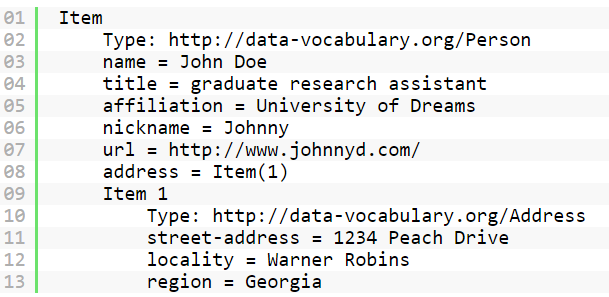 01 Item
02 Type: http://data-vocabulary.org/Person
03 name = John Doe
04 title = graduate research assistant
05 affiliation = University of Dreams
06 nickname = Johnny
07 url = http://www.johnnyd.com/
08 address = Item(1)
09 Item 1
10 Type: http://data-vocabulary.org/Address
11 street-address = 1234 Peach Drive
12 locality = Warner Robins
13 region = Georgia